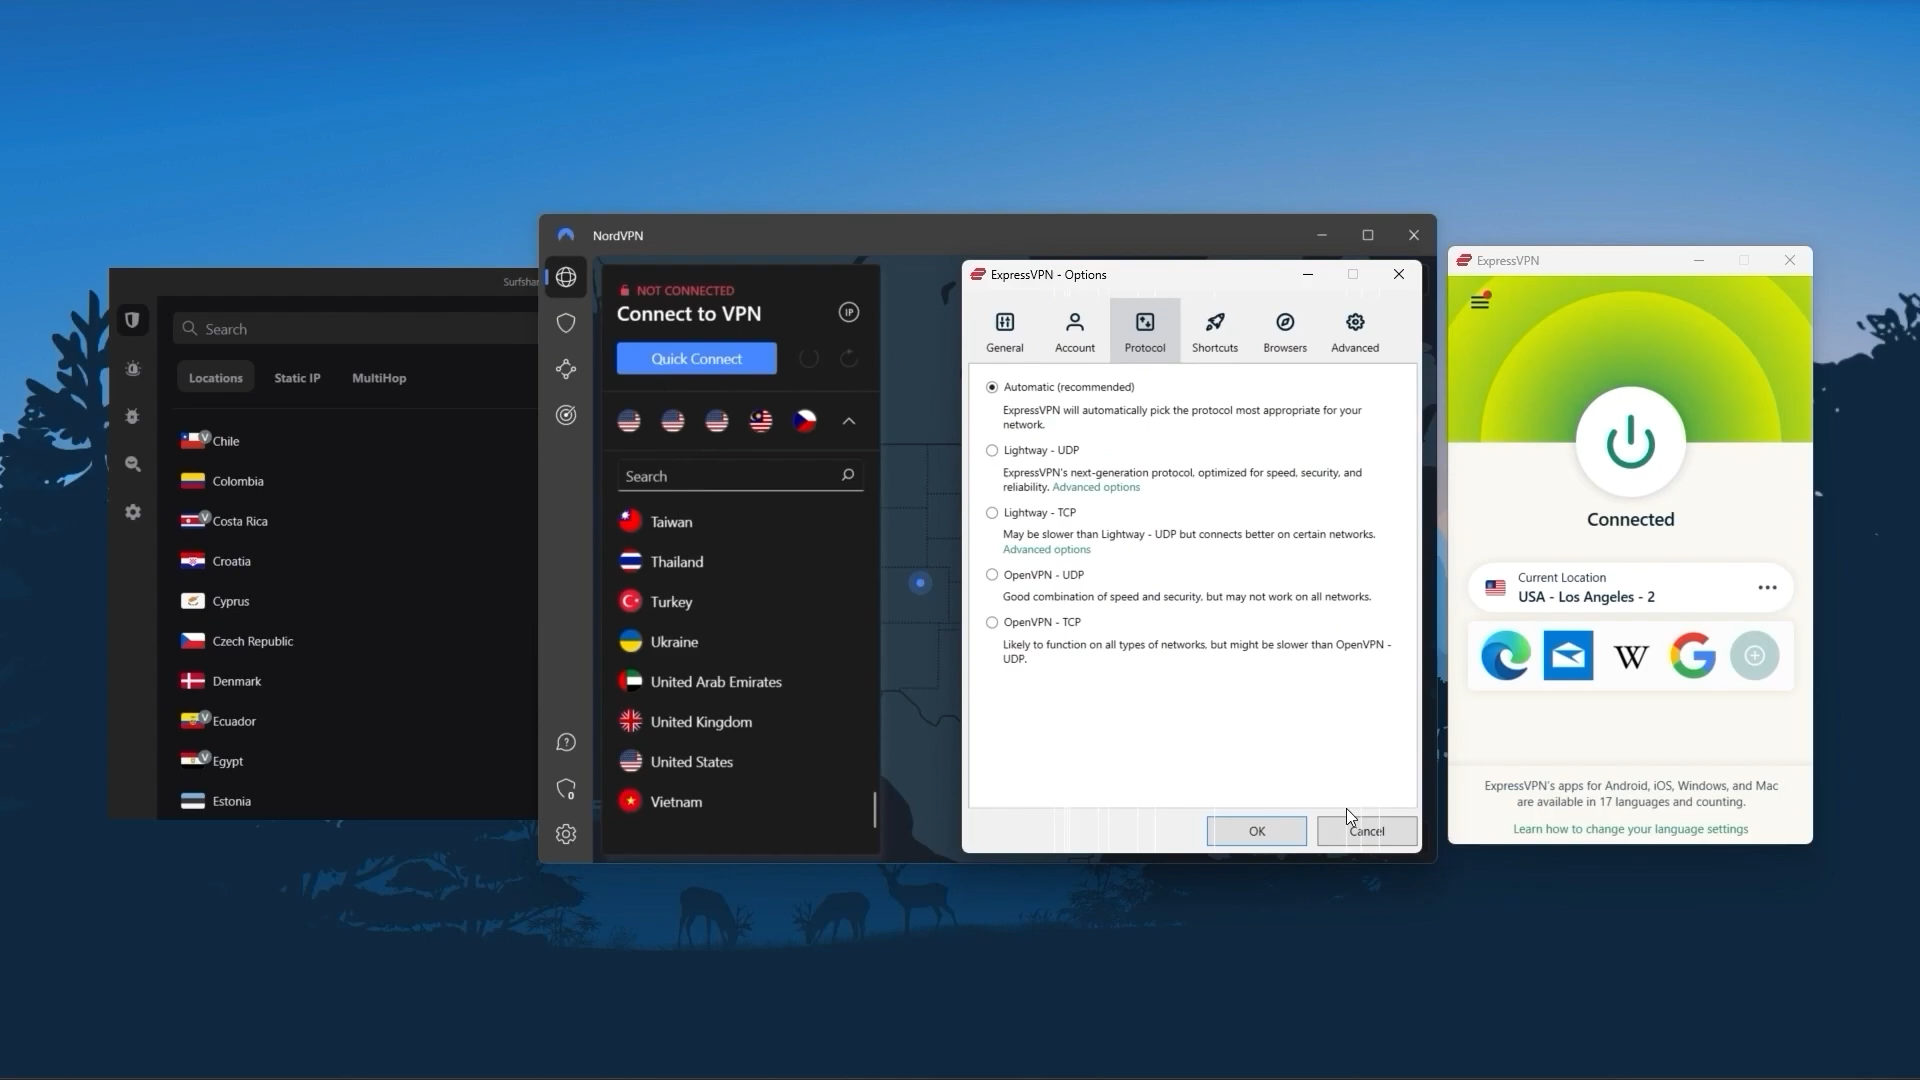 Surfshar
Search
Locations
Static IP
MultiHop
V Chile
Colombia
V Costa Rica
Croatia
Cyprus
Czech Republic
Denmark
V Ecuador
V Egypt
Estonia
NordVPN
NOT CONNECTED
Connect to VPN
IP
Quick Connect
Search
Taiwan
Thailand
Turkey
Ukraine
United Arab Emirates
United Kingdom
United States
Vietnam
ExpressVPN - Options
General
Account
Protocol
Shortcuts
Browsers
Advanced
Automatic (recommended)
ExpressVPN will automatically pick the protocol most appropriate for your
network.
Lightway - UDP
ExpressVPN's next-generation protocol, optimized for speed, security, and
reliability. Advanced options
Lightway - TCP
May be slower than Lightway - UDP but connects better on certain networks.
Advanced options
OpenVPN - UDP
Good combination of speed and security, but may not work on all networks.
OpenVPN - TCP
Likely to function on all types of networks, but might be slower than OpenVPN -
UDP.
OK
Cancel
ExpressVPN
Connected
Current Location
USA - Los Angeles - 2
W
G
ExpressVPN's apps for Android, iOS, Windows, and Mac
are available in 17 languages and counting.
Learn how to change your language settings